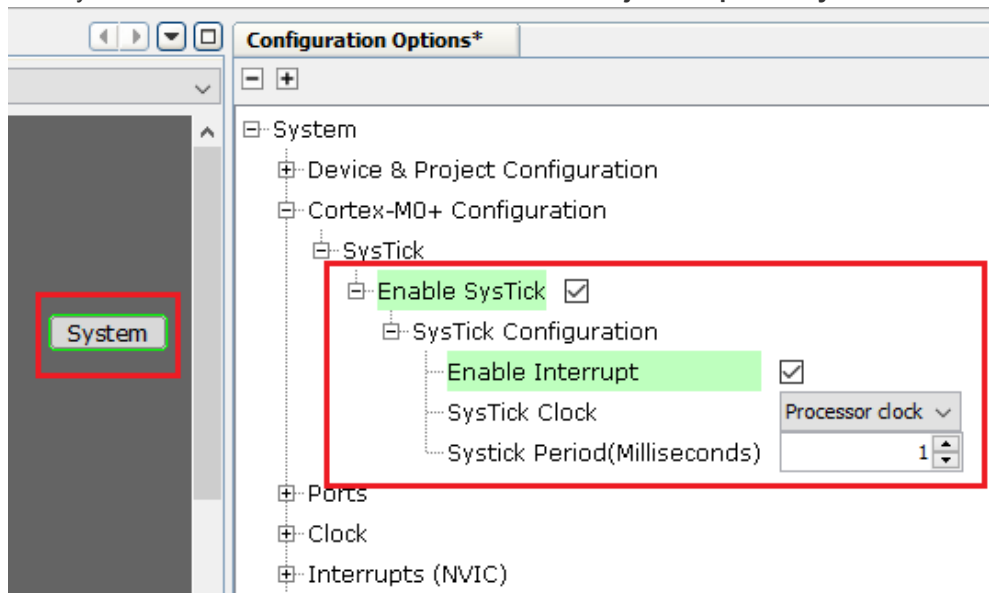 Configuration Options*
System
Device & Project Configuration
Cortex-M0+ Configuration
SysTick
Enable SysTick
System
SysTick Configuration
Enable Interrupt
SysTick Clock Processor clock
Systick Period(Milliseconds) 1
Ports
Clock
Interrupts (NVIC)